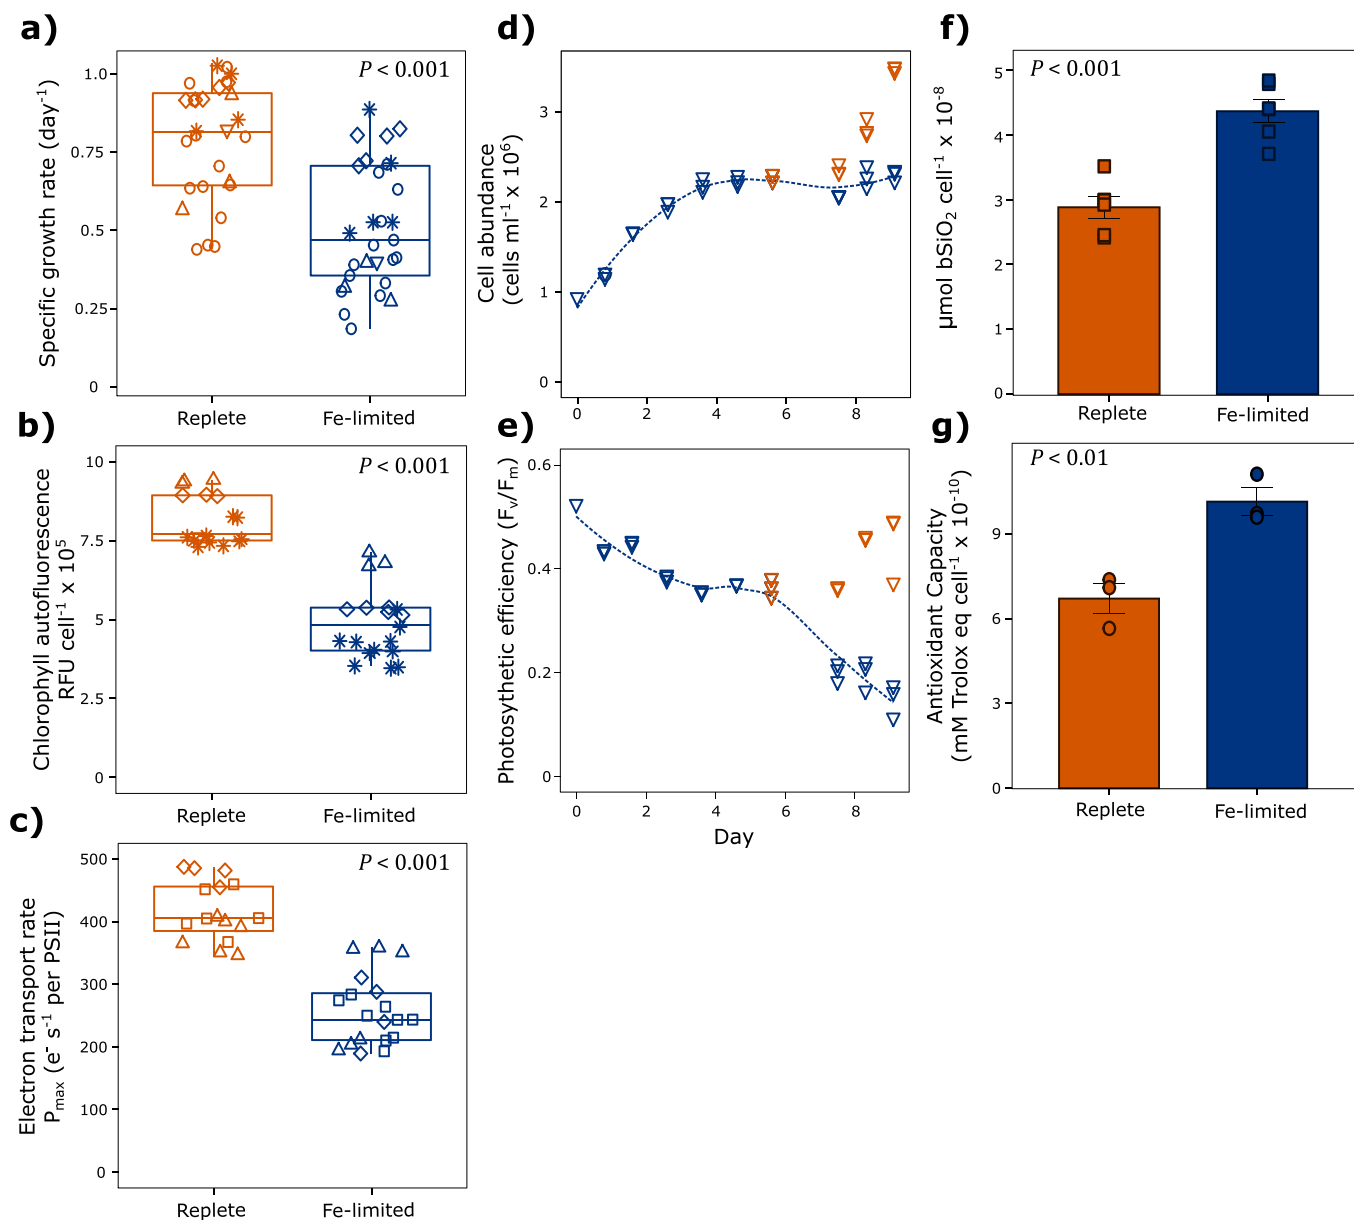 a)
P < 0.001
Specific growth rate (day⁻¹)
1.0
0.75
0.5
0.25
0
Replete
Fe-limited
b)
P < 0.001
Chlorophyll autofluorescence
RFU cell⁻¹ x 10⁵
10
7.5
5
2.5
0
Replete
Fe-limited
c)
P < 0.001
Electron transport rate
Pₘₐₓ (e⁻ s⁻¹ per PSII)
500
400
300
200
100
0
Replete
Fe-limited
d)
Cell abundance
(cells ml⁻¹ x 10⁶)
3
2
1
0
0 2 4 6 8
e)
Photosythetic efficiency (Fᵥ/Fₘ)
0.6
0.4
0.2
0
0 2 4 6 8
Day
f)
P < 0.001
µmol bSiO₂ cell⁻¹ x 10⁻⁸
5
4
3
2
1
0
Replete
Fe-limited
g)
P < 0.01
Antioxidant Capacity
(mM Trolox eq cell⁻¹ x 10⁻¹⁰)
9
6
3
0
Replete
Fe-limited